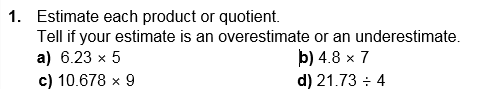 1. Estimate each product or quotient.
Tell if your estimate is an overestimate or an underestimate.
a) 6.23 × 5 b) 4.8 × 7
c) 10.678 × 9 d) 21.73 ÷ 4